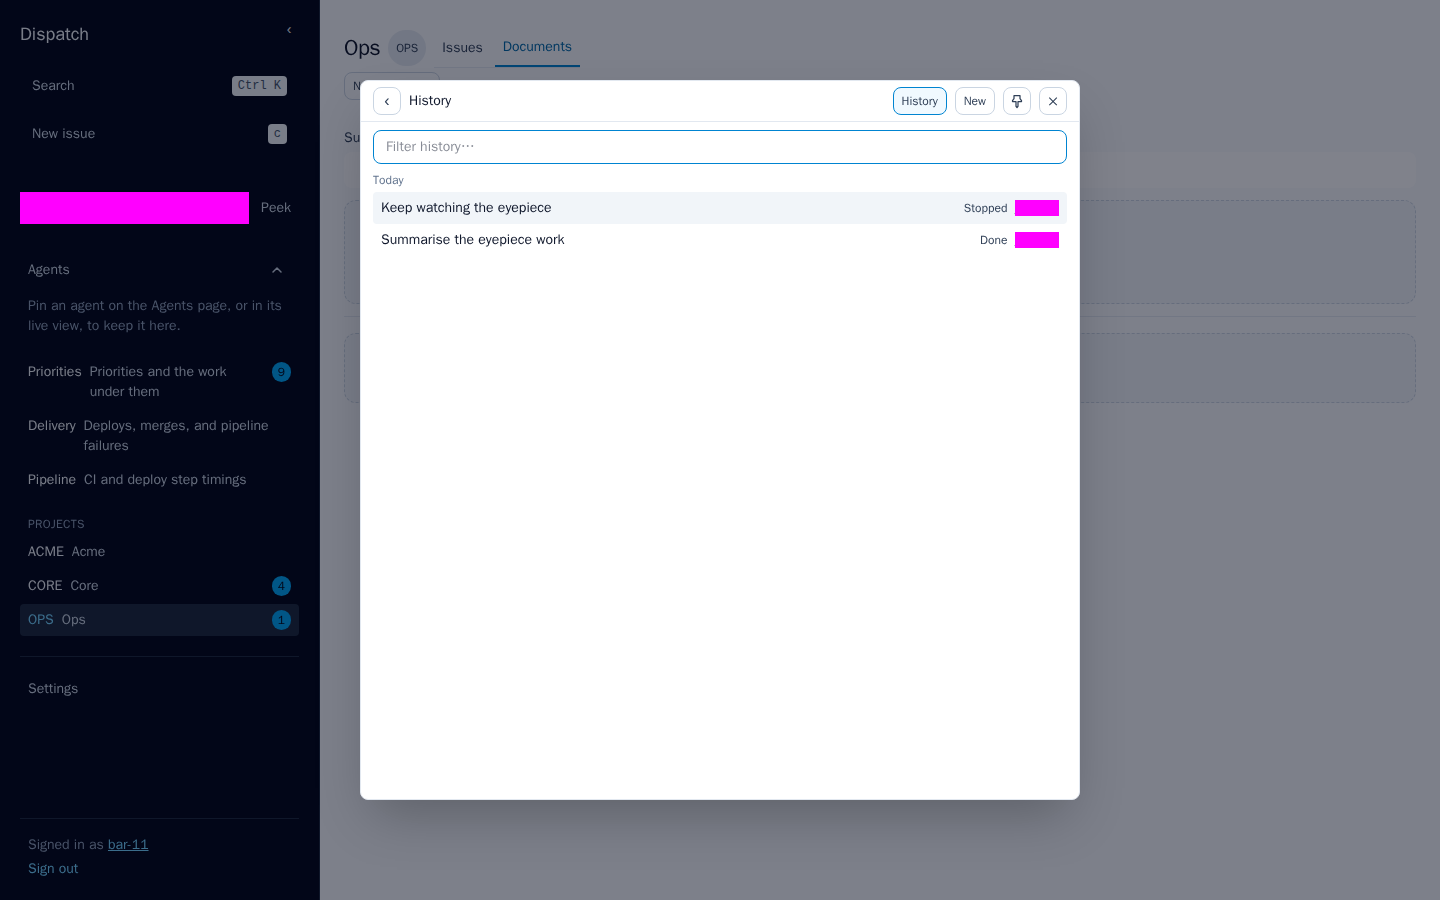 Dispatch
Search
Ctrl K
New issue
C
Peek
Agents
Pin an agent on the Agents page, or in its
live view, to keep it here.
Priorities Priorities and the work
under them
9
Delivery Deploys, merges, and pipeline
failures
Pipeline CI and deploy step timings
PROJECTS
ACME Acme
CORE Core 4
OPS Ops 1
Settings
Signed in as bar-11
Sign out
Ops OPS Issues Documents
N
Su
‹ History
History New
Filter history…
Today
Keep watching the eyepiece Stopped
Summarise the eyepiece work Done